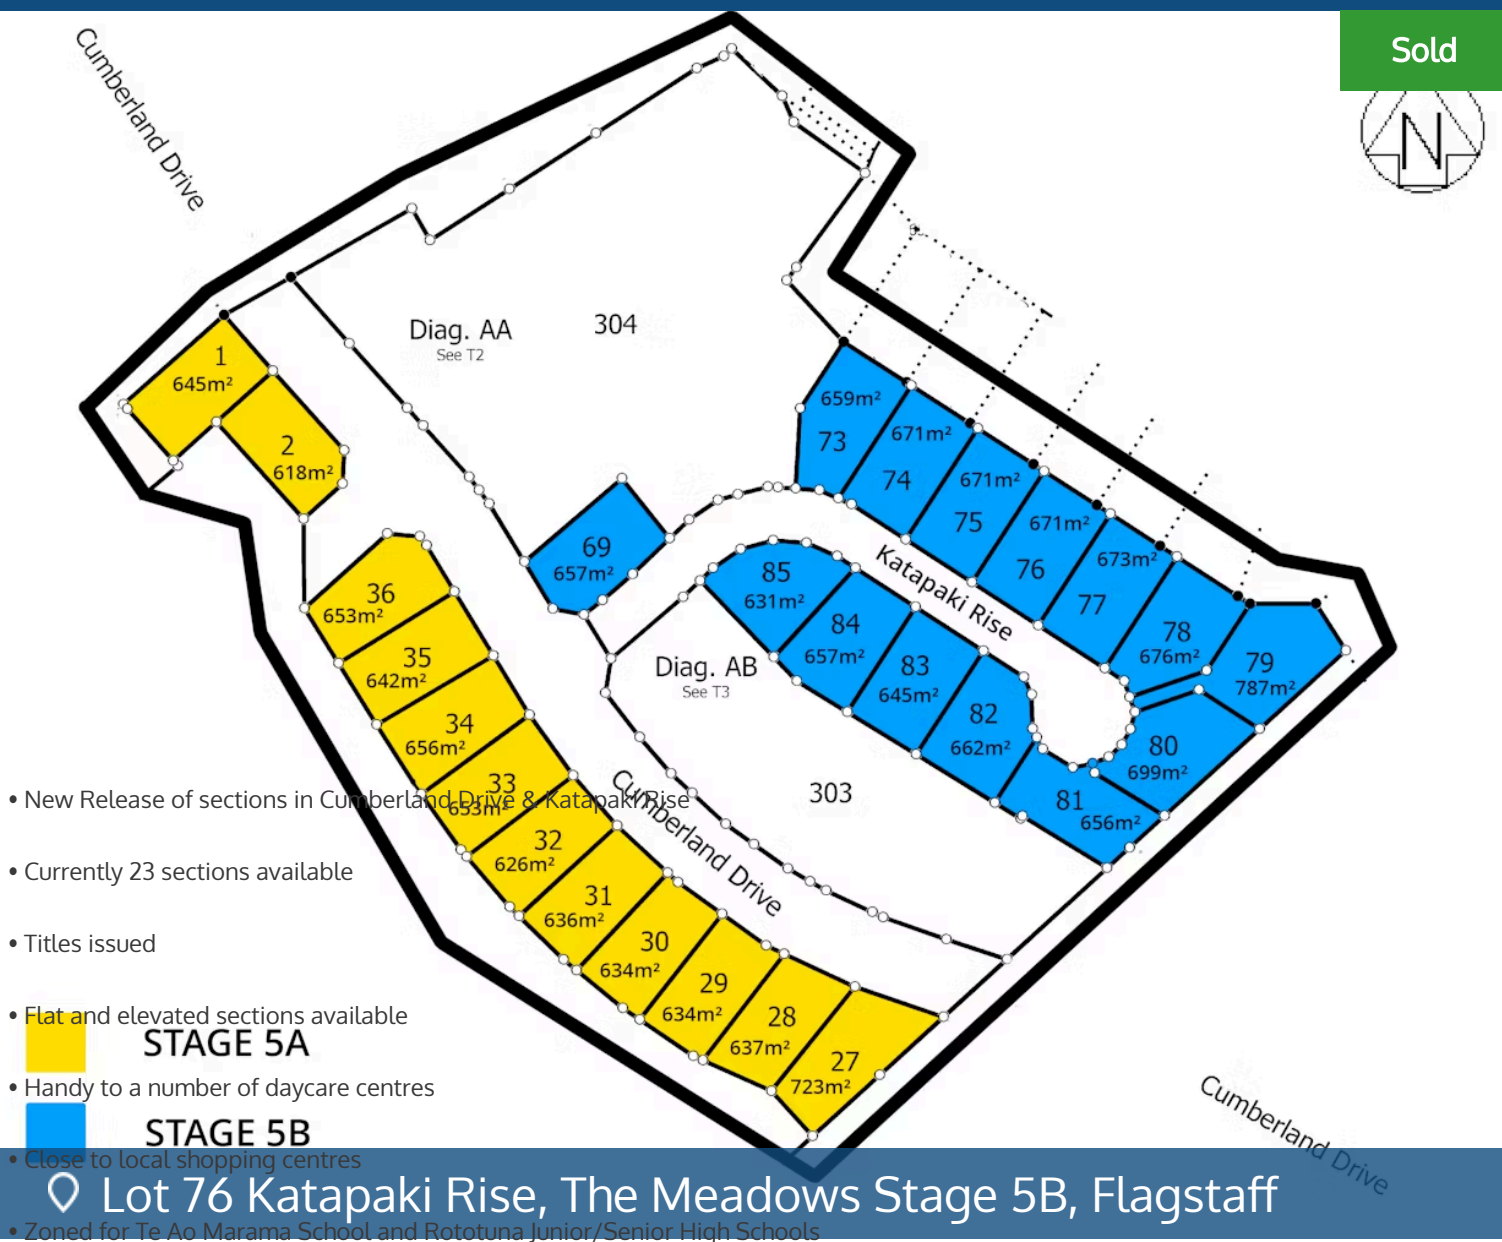 Cumberland Drive
Sold
N
Diag. AA
See T2
304
1
645m²
2
618m²
659m²
73
671m²
74
671m²
75
671m²
76
673m²
77
78
676m²
79
787m²
80
699m²
81
656m²
82
662m²
83
645m²
84
657m²
85
631m²
69
657m²
Katapaki Rise
Diag. AB
See T3
303
Cumberland Drive
36
653m²
35
642m²
34
656m²
33
653m²
32
626m²
31
636m²
30
634m²
29
634m²
28
637m²
27
723m²
• New Release of sections in Cumberland Drive & Katapaki Rise
• Currently 23 sections available
• Titles issued
• Flat and elevated sections available
STAGE 5A
• Handy to a number of daycare centres
STAGE 5B
• Close to local shopping centres
Cumberland Drive
Lot 76 Katapaki Rise, The Meadows Stage 5B, Flagstaff
• Zoned for Te Ao Marama School and Rototuna Junior/Senior High Schools